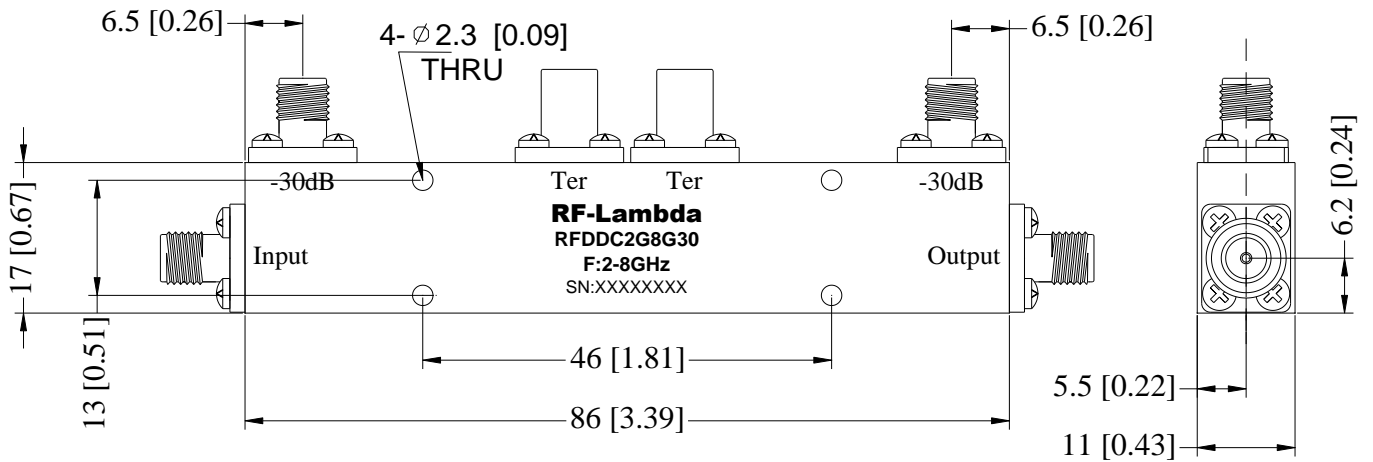 6.5 [0.26]
4-∅2.3 [0.09]
THRU
6.5 [0.26]
17 [0.67]
13 [0.51]
-30dB
Ter
Ter
-30dB
RF-Lambda
RFDDC2G8G30
F:2-8GHz
SN:XXXXXXXX
Input
Output
46 [1.81]
86 [3.39]
6.2 [0.24]
5.5 [0.22]
11 [0.43]